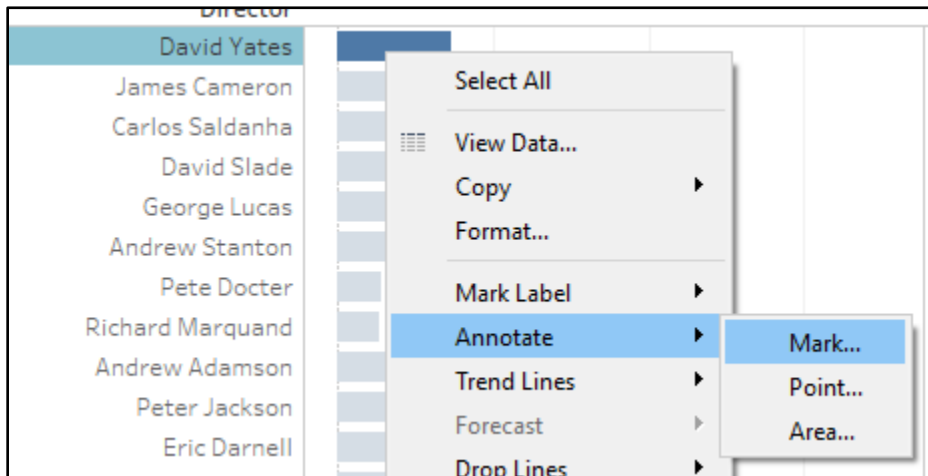 Director
David Yates
James Cameron
Carlos Saldanha
David Slade
George Lucas
Andrew Stanton
Pete Docter
Richard Marquand
Andrew Adamson
Peter Jackson
Eric Darnell
Select All
View Data...
Copy
Format...
Mark Label
Annotate
Trend Lines
Forecast
Drop Lines
Mark...
Point...
Area...